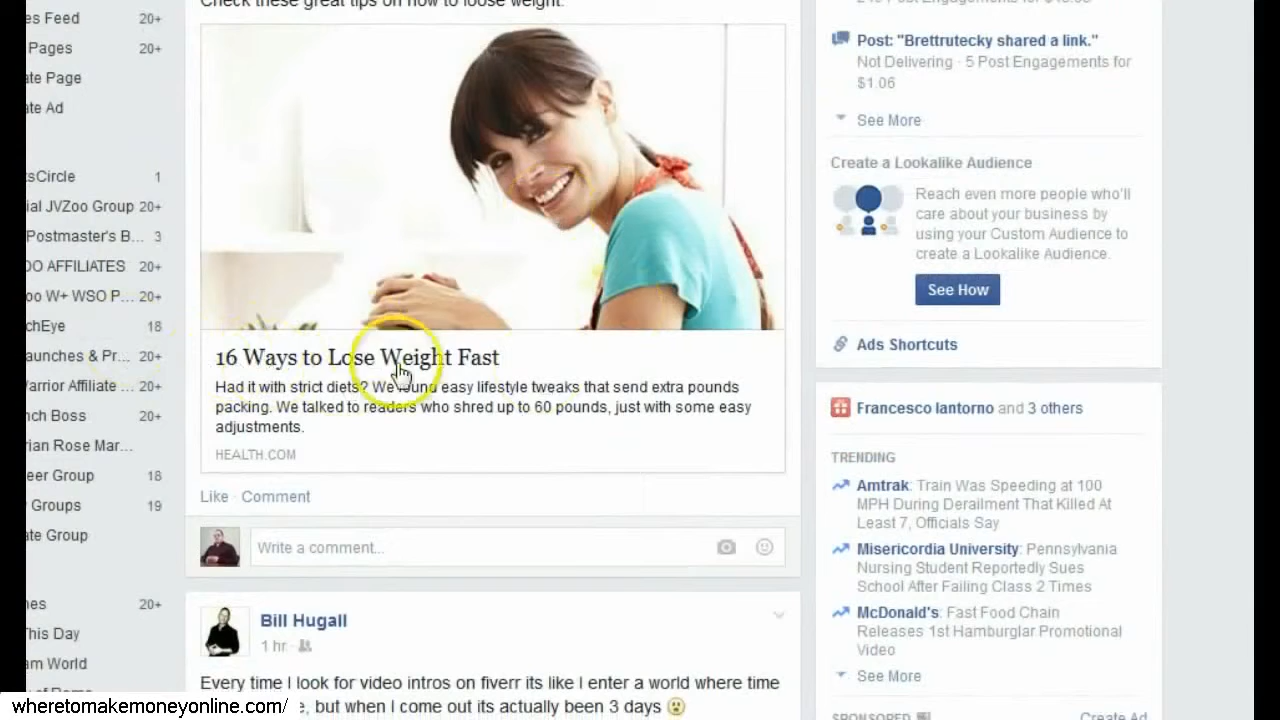 es Feed 20+
Pages 20+
ate Page
ate Ad
tsCircle 1
ial JVZoo Group 20+
Postmaster's B... 3
OO AFFILIATES 20+
oo W+ WSO P... 20+
chEye 18
aunches & Pr... 20+
arrior Affiliate ... 20+
nch Boss 20+
rian Rose Mar...
eer Group 18
Groups 19
ate Group
mes 20+
his Day
am World
Check these great tips on how to loose weight.
16 Ways to Lose Weight Fast
Had it with strict diets? We found easy lifestyle tweaks that send extra pounds
packing. We talked to readers who shred up to 60 pounds, just with some easy
adjustments.
HEALTH.COM
Like · Comment
Write a comment...
Bill Hugall
1 hr ·
Every time I look for video intros on fiverr its like I enter a world where time
e, but when I come out its actually been 3 days
Post: "Brettrutecky shared a link."
Not Delivering · 5 Post Engagements for
$1.06
See More
Create a Lookalike Audience
Reach even more people who'll
care about your business by
using your Custom Audience to
create a Lookalike Audience.
See How
Ads Shortcuts
Francesco Iantorno and 3 others
TRENDING
Amtrak: Train Was Speeding at 100
MPH During Derailment That Killed At
Least 7, Officials Say
Misericordia University: Pennsylvania
Nursing Student Reportedly Sues
School After Failing Class 2 Times
McDonald's: Fast Food Chain
Releases 1st Hamburglar Promotional
Video
See More
SPONSORED Create Ad
wheretomakemoneyonline.com/